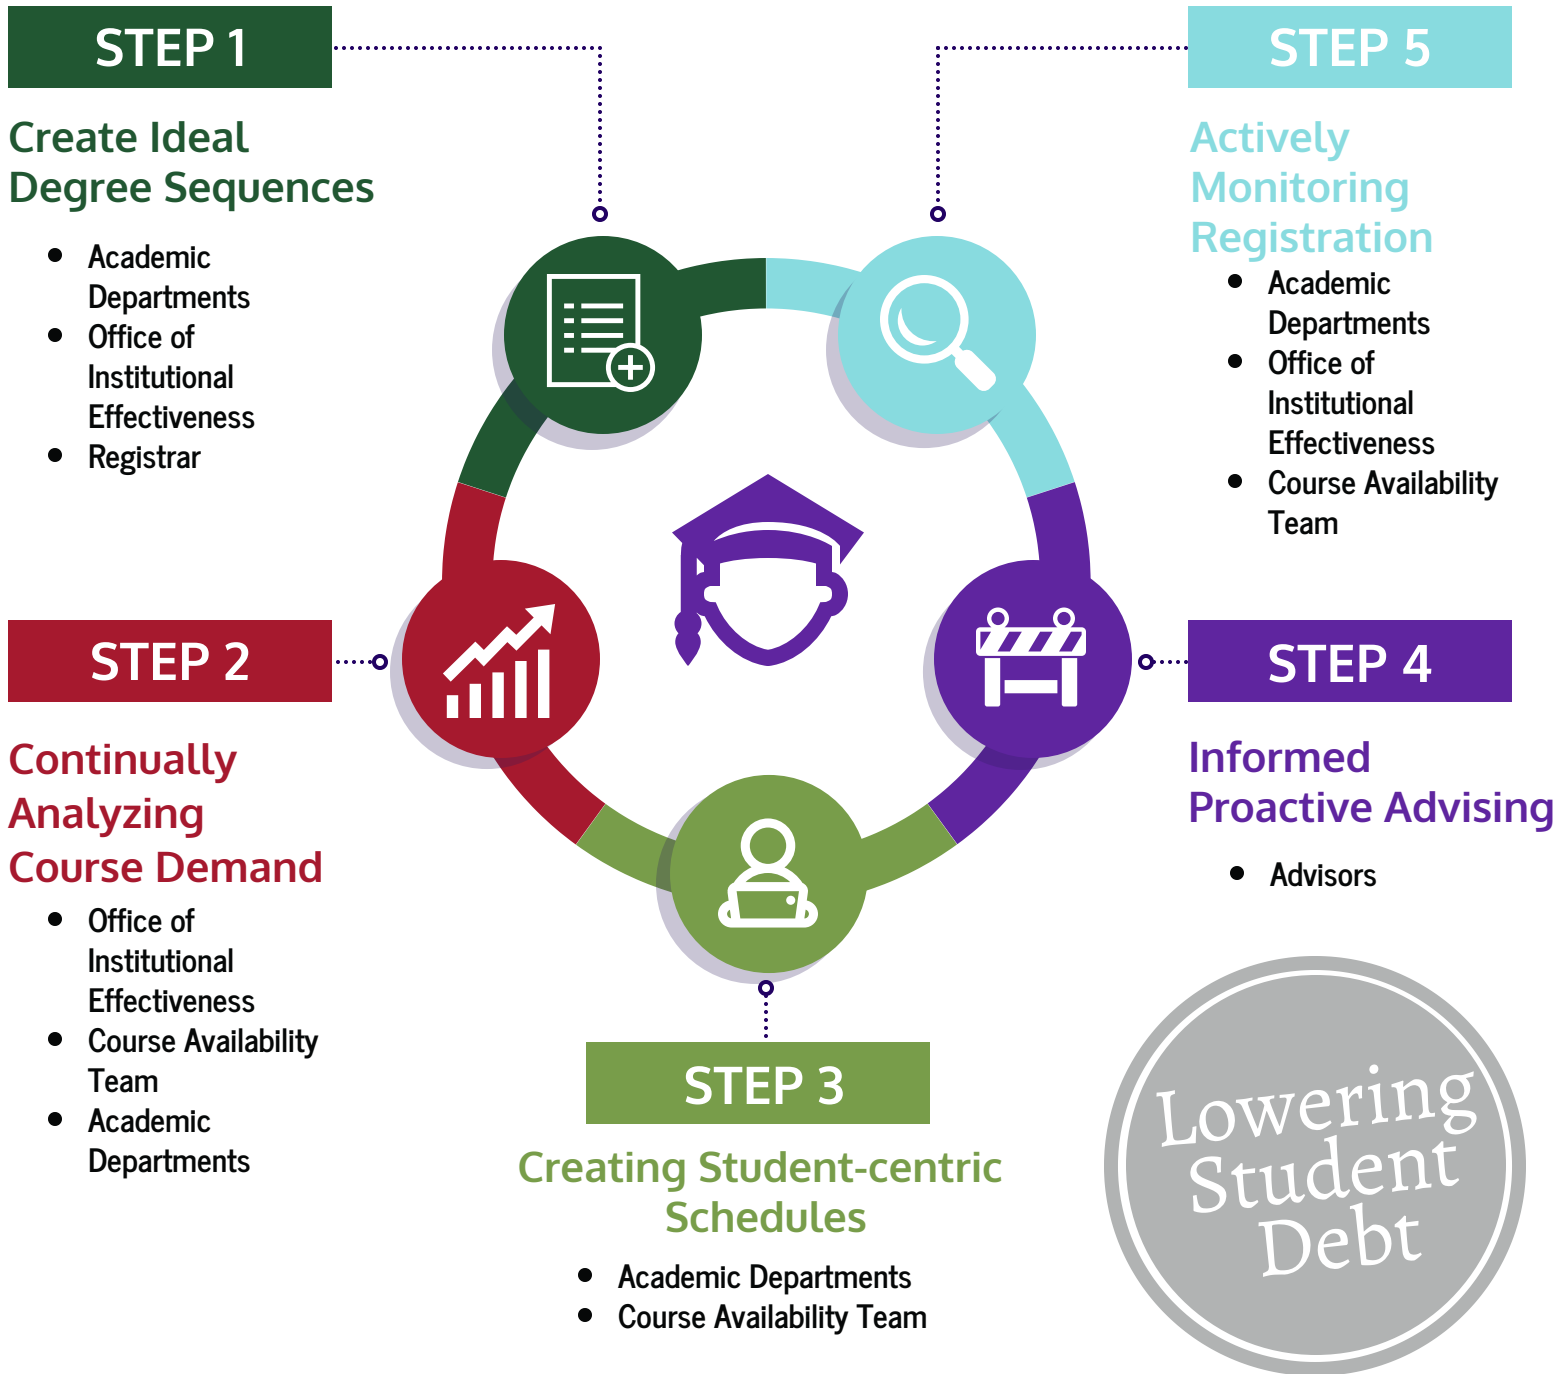 STEP 1
Create Ideal
Degree Sequences
Academic
Departments
Office of
Institutional
Effectiveness
Registrar
STEP 2
Continually
Analyzing
Course Demand
Office of
Institutional
Effectiveness
Course Availability
Team
Academic
Departments
STEP 3
Creating Student-centric
Schedules
Academic Departments
Course Availability Team
STEP 4
Informed
Proactive Advising
Advisors
STEP 5
Actively
Monitoring
Registration
Academic
Departments
Office of
Institutional
Effectiveness
Course Availability
Team
Lowering
Student
Debt